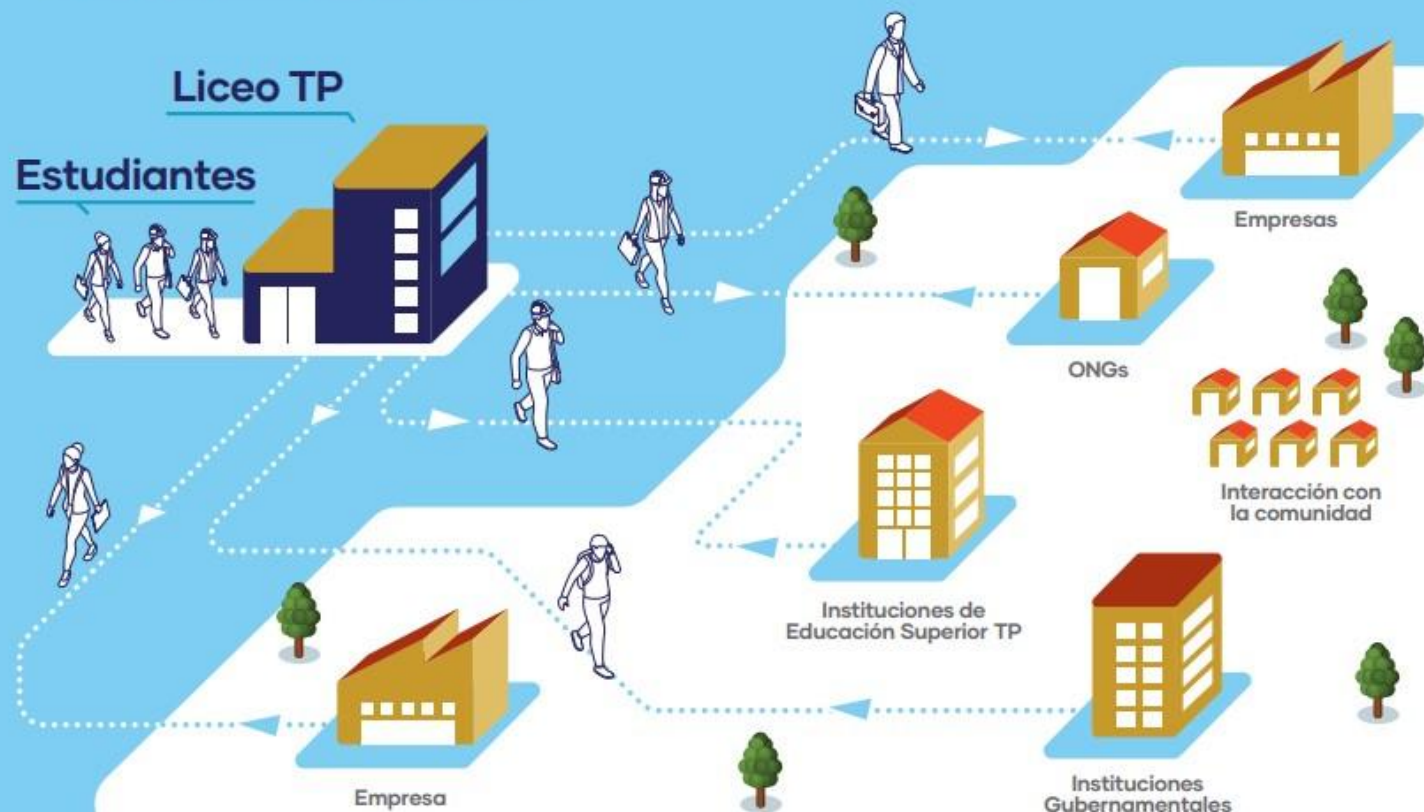 Liceo TP
Estudiantes
Empresas
ONGs
Interacción con
la comunidad
Instituciones de
Educación Superior TP
Empresa
Instituciones
Gubernamentales